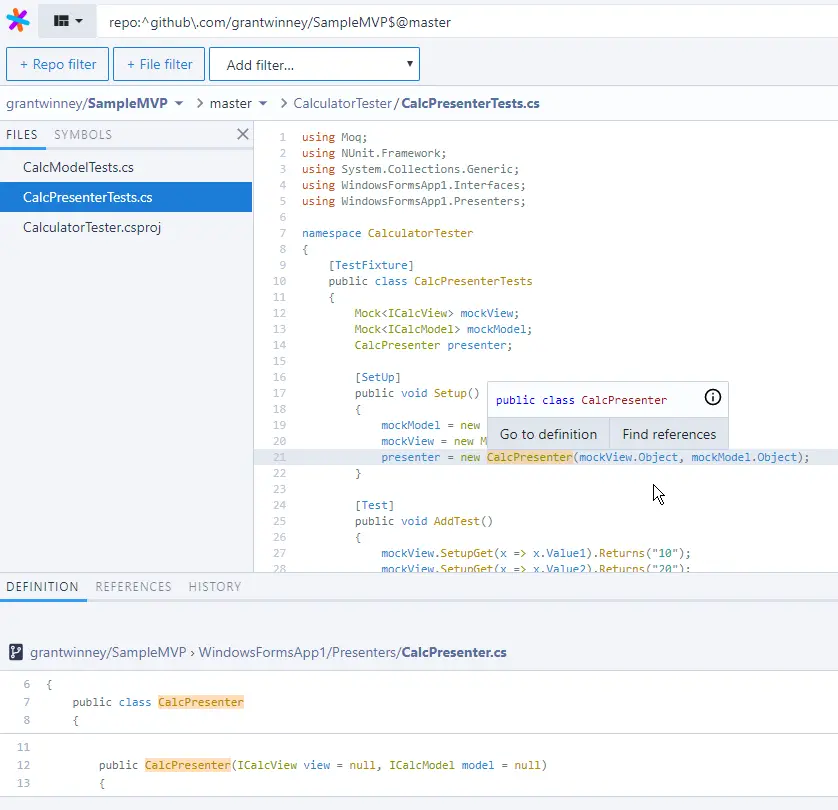 repo:^github\.com/grantwinney/SampleMVP$@master
+ Repo filter + File filter Add filter...
grantwinney/SampleMVP > master > CalculatorTester / CalcPresenterTests.cs
FILES SYMBOLS
CalcModelTests.cs
CalcPresenterTests.cs
CalculatorTester.csproj
1 using Moq;
2 using NUnit.Framework;
3 using System.Collections.Generic;
4 using WindowsFormsApp1.Interfaces;
5 using WindowsFormsApp1.Presenters;
6
7 namespace CalculatorTester
8 {
9 [TestFixture]
10 public class CalcPresenterTests
11 {
12 Mock<ICalcView> mockView;
13 Mock<ICalcModel> mockModel;
14 CalcPresenter presenter;
15
16 [SetUp]
17 public void Setup()
18 {
19 mockModel = new
20 mockView = new M
public class CalcPresenter
Go to definition Find references
21 presenter = new CalcPresenter(mockView.Object, mockModel.Object);
22 }
23
24 [Test]
25 public void AddTest()
26 {
27 mockView.SetupGet(x => x.Value1).Returns("10");
28 mockView.SetupGet(x => x.Value2).Returns("20");
DEFINITION REFERENCES HISTORY
grantwinney/SampleMVP › WindowsFormsApp1/Presenters/CalcPresenter.cs
6 {
7 public class CalcPresenter
8 {
11
12 public CalcPresenter(ICalcView view = null, ICalcModel model = null)
13 {